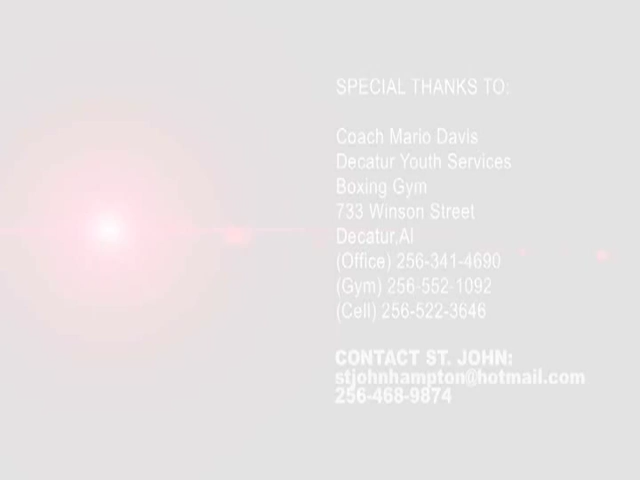 SPECIAL THANKS TO:
Coach Mario Davis
Decatur Youth Services
Boxing Gym
733 Winson Street
Decatur,Al
(Office) 256-341-4690
(Gym) 256-552-1092
(Cell) 256-522-3646
CONTACT ST. JOHN:
stjohnhampton@hotmail.com
256-468-9874